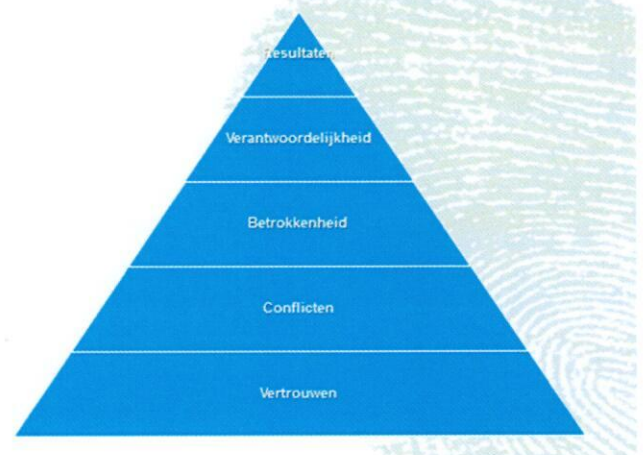 Resultaten
Verantwoordelijkheid
Betrokkenheid
Conflicten
Vertrouwen